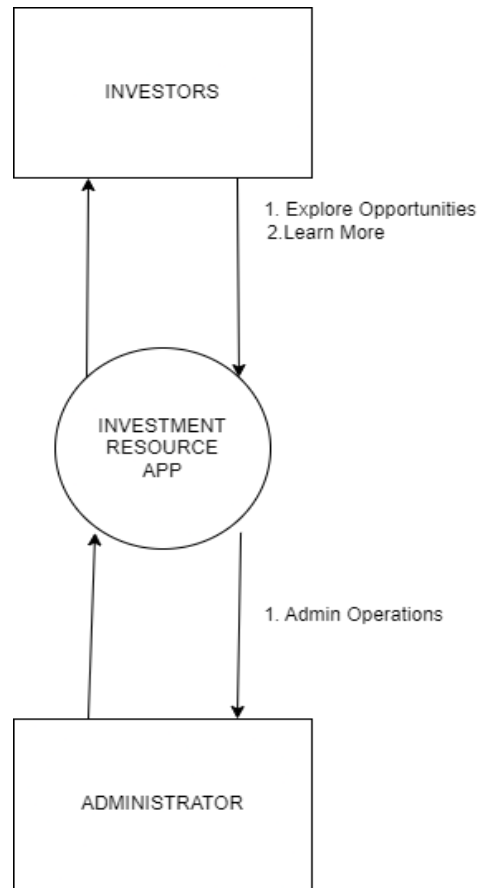 INVESTORS
1. Explore Opportunities
2.Learn More
INVESTMENT
RESOURCE
APP
1. Admin Operations
ADMINISTRATOR